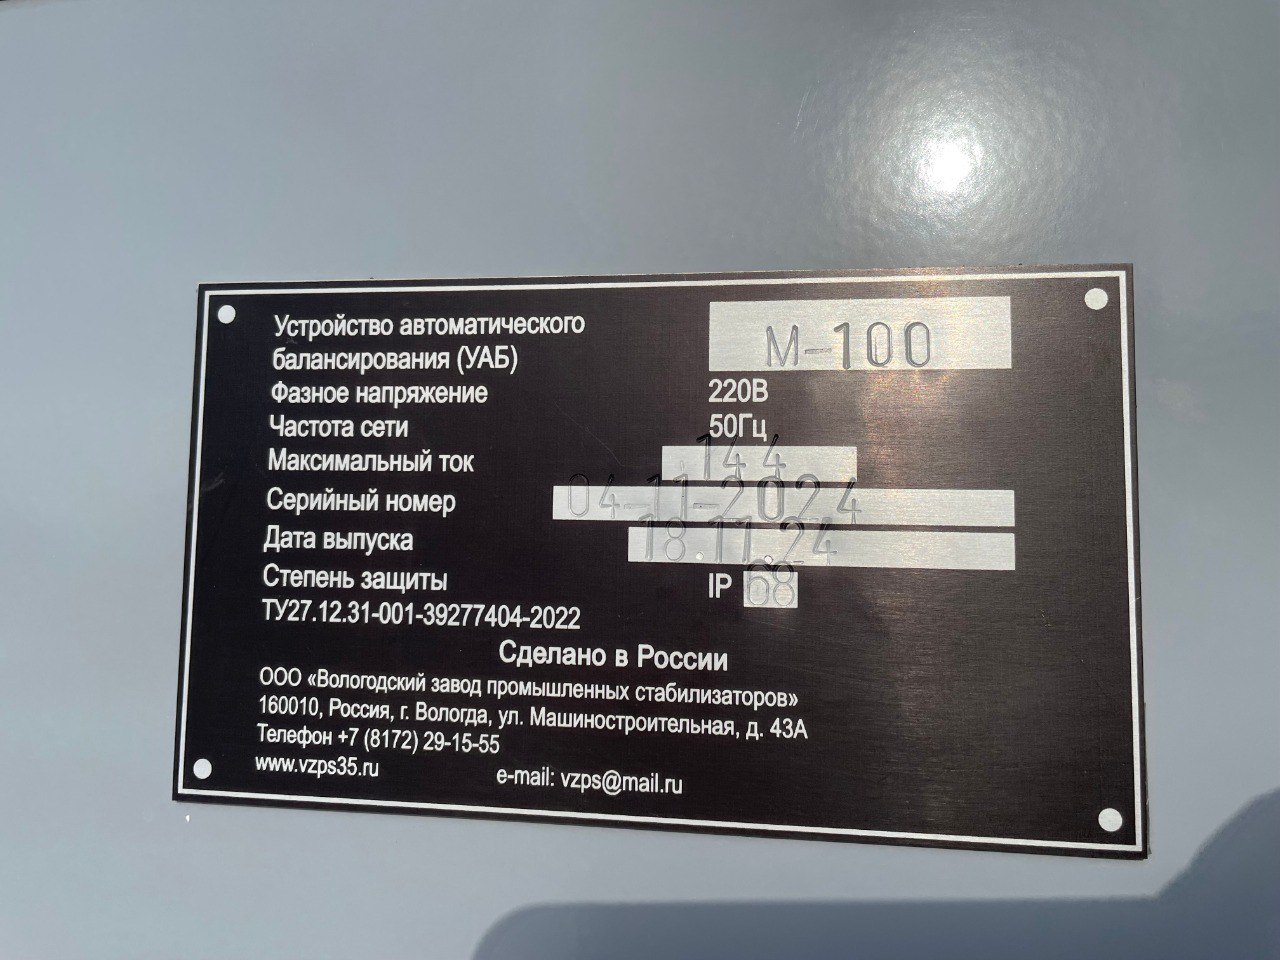 Устройство автоматического
балансирования (УАБ) М-100
Фазное напряжение 220В
Частота сети 50Гц
Максимальный ток 144
Серийный номер 04-11-2024
Дата выпуска 18.11.24
Степень защиты IP 68
ТУ27.12.31-001-39277404-2022
Сделано в России
ООО «Вологодский завод промышленных стабилизаторов»
160010, Россия, г. Вологда, ул. Машиностроительная, д. 43А
Телефон +7 (8172) 29-15-55
www.vzps35.ru e-mail: vzps@mail.ru